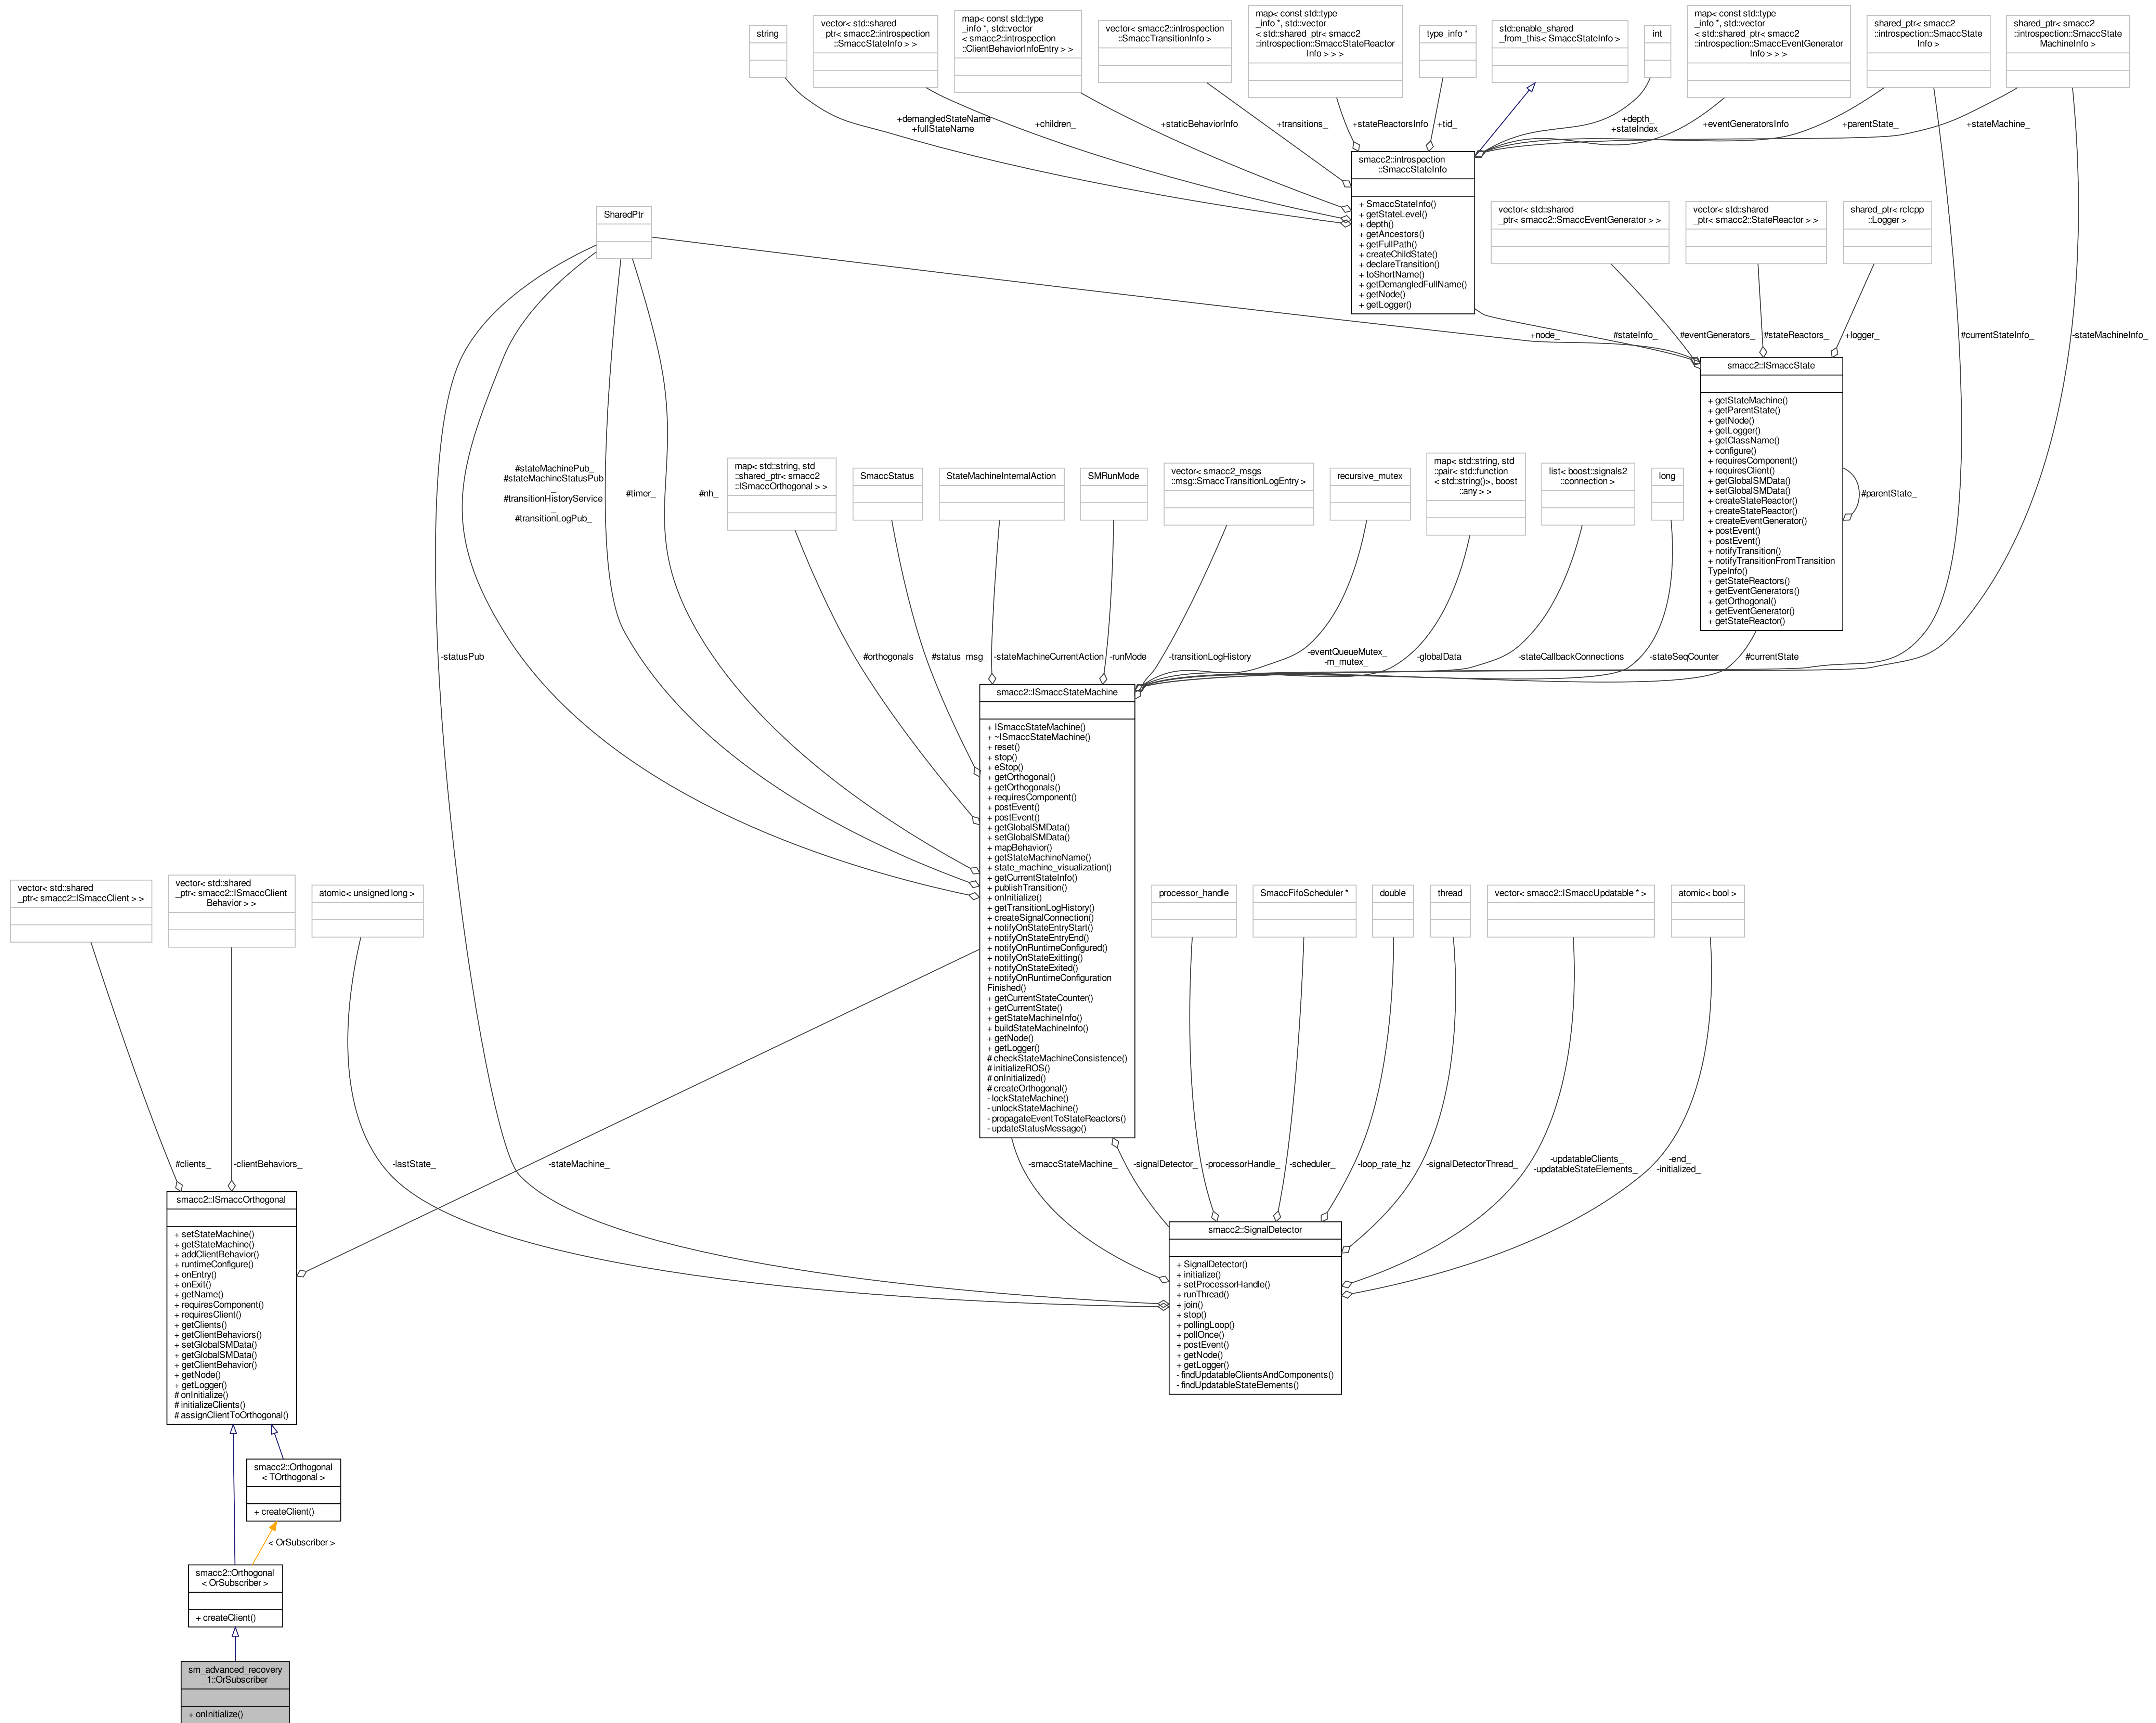 string
vector< std::shared
_ptr< smacc2::introspection
::SmaccStateInfo > >
map< const std::type
_info *, std::vector
< smacc2::introspection
::ClientBehaviorInfoEntry > >
vector< smacc2::introspection
::SmaccTransitionInfo >
map< const std::type
_info *, std::vector
< std::shared_ptr< smacc2
::introspection::SmaccStateReactor
Info > > >
type_info *
std::enable_shared
_from_this< SmaccStateInfo >
int
map< const std::type
_info *, std::vector
< std::shared_ptr< smacc2
::introspection::SmaccEventGenerator
Info > > >
shared_ptr< smacc2
::introspection::SmaccState
Info >
shared_ptr< smacc2
::introspection::SmaccState
MachineInfo >
+demangledStateName
+fullStateName
+children_
+staticBehaviorInfo
+transitions_
+stateReactorsInfo
+tid_
+depth_
+stateIndex_
+eventGeneratorsInfo
+parentState_
+stateMachine_
smacc2::introspection
::SmaccStateInfo
+ SmaccStateInfo()
+ getStateLevel()
+ depth()
+ getAncestors()
+ getFullPath()
+ createChildState()
+ declareTransition()
+ toShortName()
+ getDemangledFullName()
+ getNode()
+ getLogger()
SharedPtr
vector< std::shared
_ptr< smacc2::SmaccEventGenerator > >
vector< std::shared
_ptr< smacc2::StateReactor > >
shared_ptr< rclcpp
::Logger >
+node_
#stateInfo_
#eventGenerators_
#stateReactors_
+logger_
#currentStateInfo_
-stateMachineInfo_
smacc2::ISmaccState
+ getStateMachine()
+ getParentState()
+ getNode()
+ getLogger()
+ getClassName()
+ configure()
+ requiresComponent()
+ requiresClient()
+ getGlobalSMData()
+ setGlobalSMData()
+ createStateReactor()
+ createStateReactor()
+ createEventGenerator()
+ postEvent()
+ postEvent()
+ notifyTransition()
+ notifyTransitionFromTransition
TypeInfo()
+ getStateReactors()
+ getEventGenerators()
+ getOrthogonal()
+ getEventGenerator()
+ getStateReactor()
#parentState_
#stateMachinePub_
#stateMachineStatusPub
_
#transitionHistoryService
_
#transitionLogPub_
#timer_
#nh_
map< std::string, std
::shared_ptr< smacc2
::ISmaccOrthogonal > >
SmaccStatus
StateMachineInternalAction
SMRunMode
vector< smacc2_msgs
::msg::SmaccTransitionLogEntry >
recursive_mutex
map< std::string, std
::pair< std::function
< std::string()>, boost
::any > >
list< boost::signals2
::connection >
long
-statusPub_
#orthogonals_
#status_msg_
-stateMachineCurrentAction
-runMode_
-transitionLogHistory_
-eventQueueMutex_
-m_mutex_
-globalData_
-stateCallbackConnections
-stateSeqCounter_
#currentState_
smacc2::ISmaccStateMachine
+ ISmaccStateMachine()
+ ~ISmaccStateMachine()
+ reset()
+ stop()
+ eStop()
+ getOrthogonal()
+ getOrthogonals()
+ requiresComponent()
+ postEvent()
+ postEvent()
+ getGlobalSMData()
+ setGlobalSMData()
+ mapBehavior()
+ getStateMachineName()
+ state_machine_visualization()
+ getCurrentStateInfo()
+ publishTransition()
+ onInitialize()
+ getTransitionLogHistory()
+ createSignalConnection()
+ notifyOnStateEntryStart()
+ notifyOnStateEntryEnd()
+ notifyOnRuntimeConfigured()
+ notifyOnStateExitting()
+ notifyOnStateExited()
+ notifyOnRuntimeConfiguration
Finished()
+ getCurrentStateCounter()
+ getCurrentState()
+ getStateMachineInfo()
+ buildStateMachineInfo()
+ getNode()
+ getLogger()
# checkStateMachineConsistence()
# initializeROS()
# onInitialized()
# createOrthogonal()
- lockStateMachine()
- unlockStateMachine()
- propagateEventToStateReactors()
- updateStatusMessage()
vector< std::shared
_ptr< smacc2::ISmaccClient > >
vector< std::shared
_ptr< smacc2::ISmaccClient
Behavior > >
atomic< unsigned long >
processor_handle
SmaccFifoScheduler *
double
thread
vector< smacc2::ISmaccUpdatable * >
atomic< bool >
#clients_
-clientBehaviors_
-lastState_
-stateMachine_
-smaccStateMachine_
-signalDetector_
-processorHandle_
-scheduler_
-loop_rate_hz
-signalDetectorThread_
-updatableClients_
-updatableStateElements_
-end_
-initialized_
smacc2::ISmaccOrthogonal
+ setStateMachine()
+ getStateMachine()
+ addClientBehavior()
+ runtimeConfigure()
+ onEntry()
+ onExit()
+ getName()
+ requiresComponent()
+ requiresClient()
+ getClients()
+ getClientBehaviors()
+ setGlobalSMData()
+ getGlobalSMData()
+ getClientBehavior()
+ getNode()
+ getLogger()
# onInitialize()
# initializeClients()
# assignClientToOrthogonal()
smacc2::SignalDetector
+ SignalDetector()
+ initialize()
+ setProcessorHandle()
+ runThread()
+ join()
+ stop()
+ pollingLoop()
+ pollOnce()
+ postEvent()
+ getNode()
+ getLogger()
- findUpdatableClientsAndComponents()
- findUpdatableStateElements()
smacc2::Orthogonal
< TOrthogonal >
+ createClient()
< OrSubscriber >
smacc2::Orthogonal
< OrSubscriber >
+ createClient()
sm_advanced_recovery
_1::OrSubscriber
+ onInitialize()